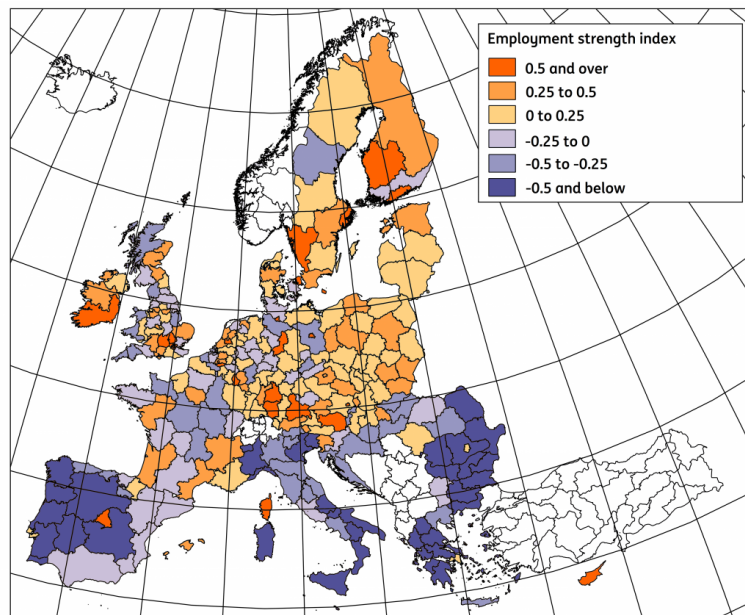 Employment strength index
0.5 and over
0.25 to 0.5
0 to 0.25
-0.25 to 0
-0.5 to -0.25
-0.5 and below